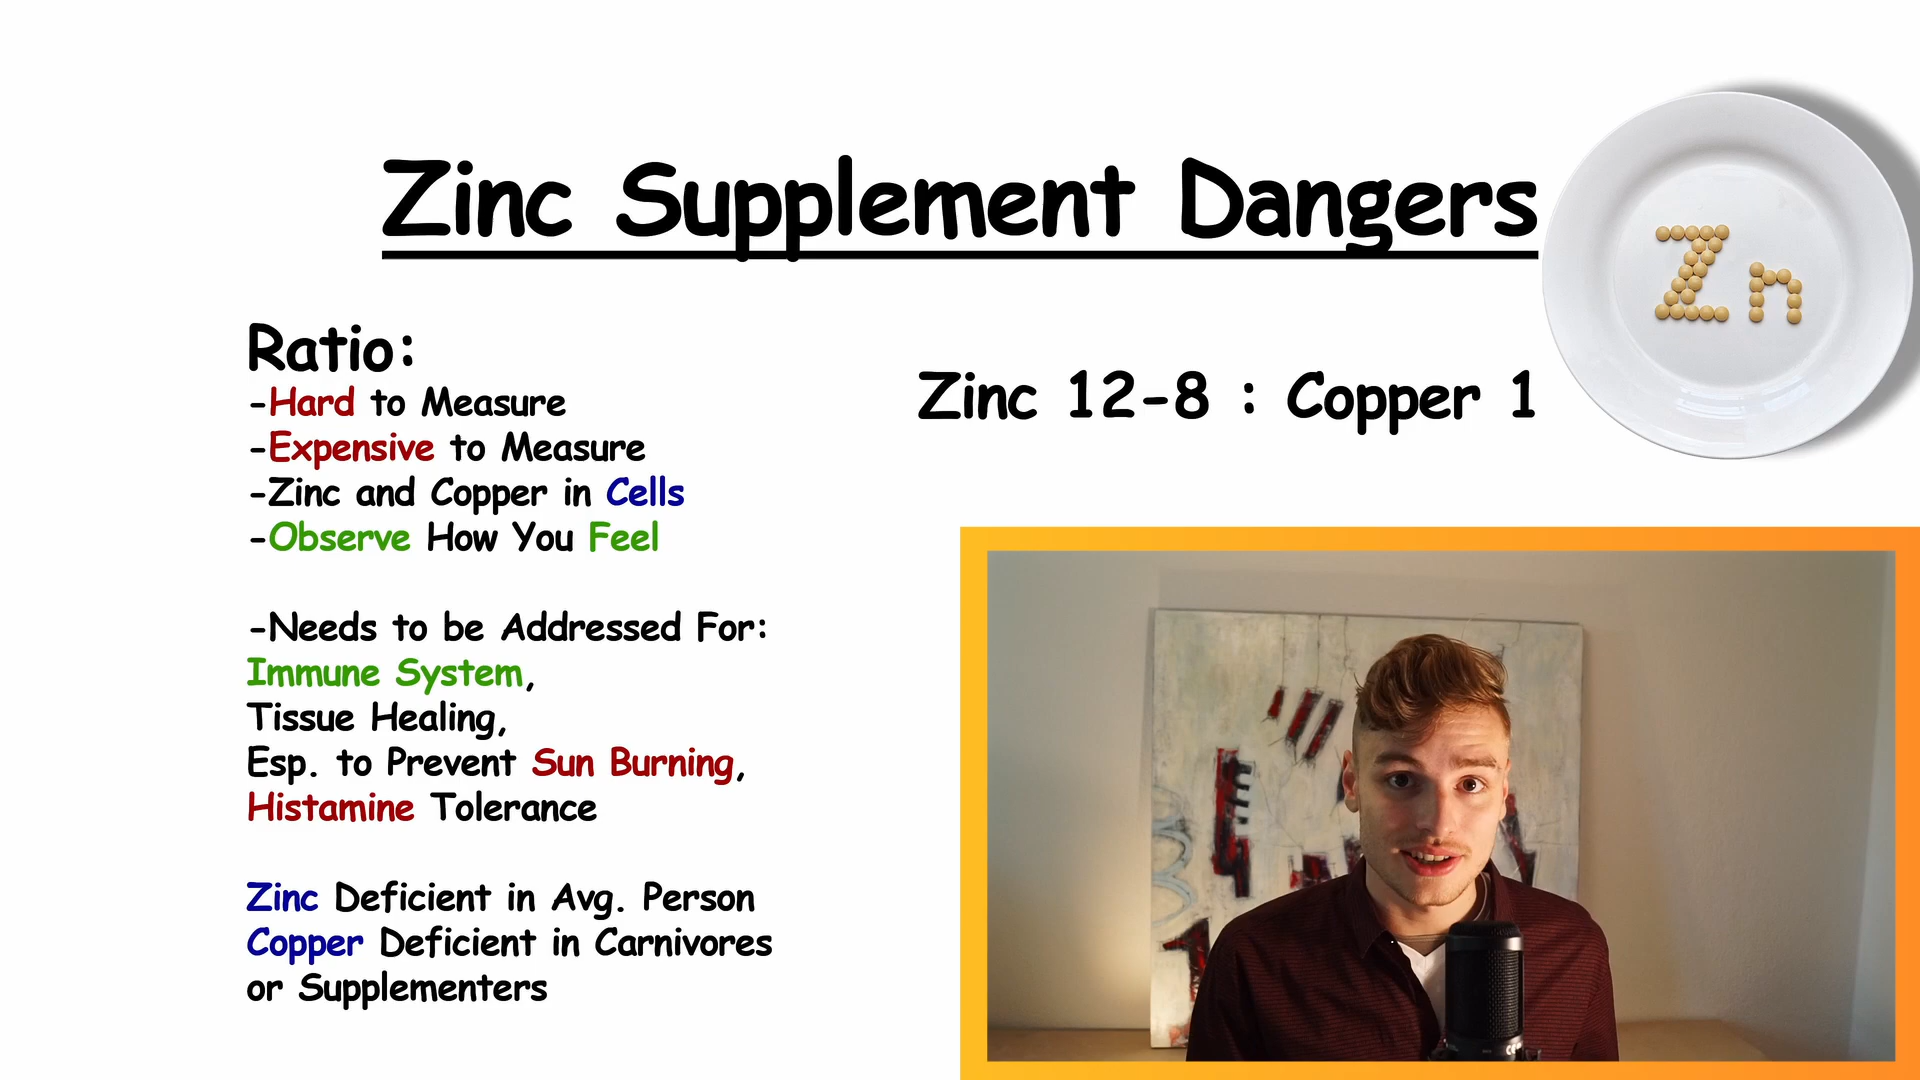 Zinc Supplement Dangers
Zn
Ratio:
-Hard to Measure
-Expensive to Measure
-Zinc and Copper in Cells
-Observe How You Feel
Zinc 12-8 : Copper 1
-Needs to be Addressed For:
Immune System,
Tissue Healing,
Esp. to Prevent Sun Burning,
Histamine Tolerance
Zinc Deficient in Avg. Person
Copper Deficient in Carnivores
or Supplementers